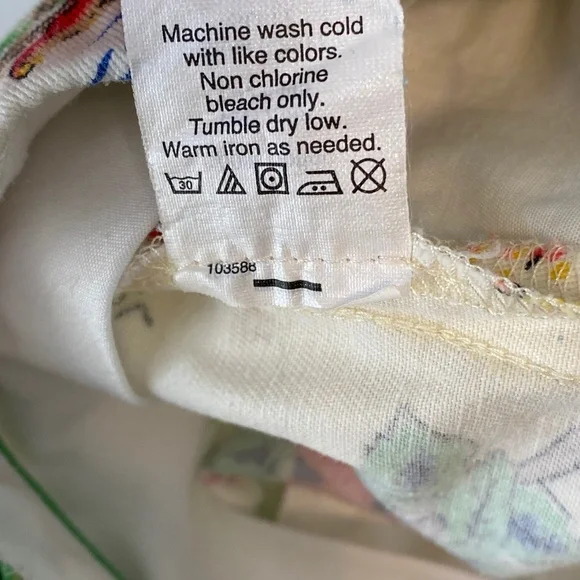 Machine wash cold
with like colors.
Non chlorine
bleach only.
Tumble dry low.
Warm iron as needed.
30
103588